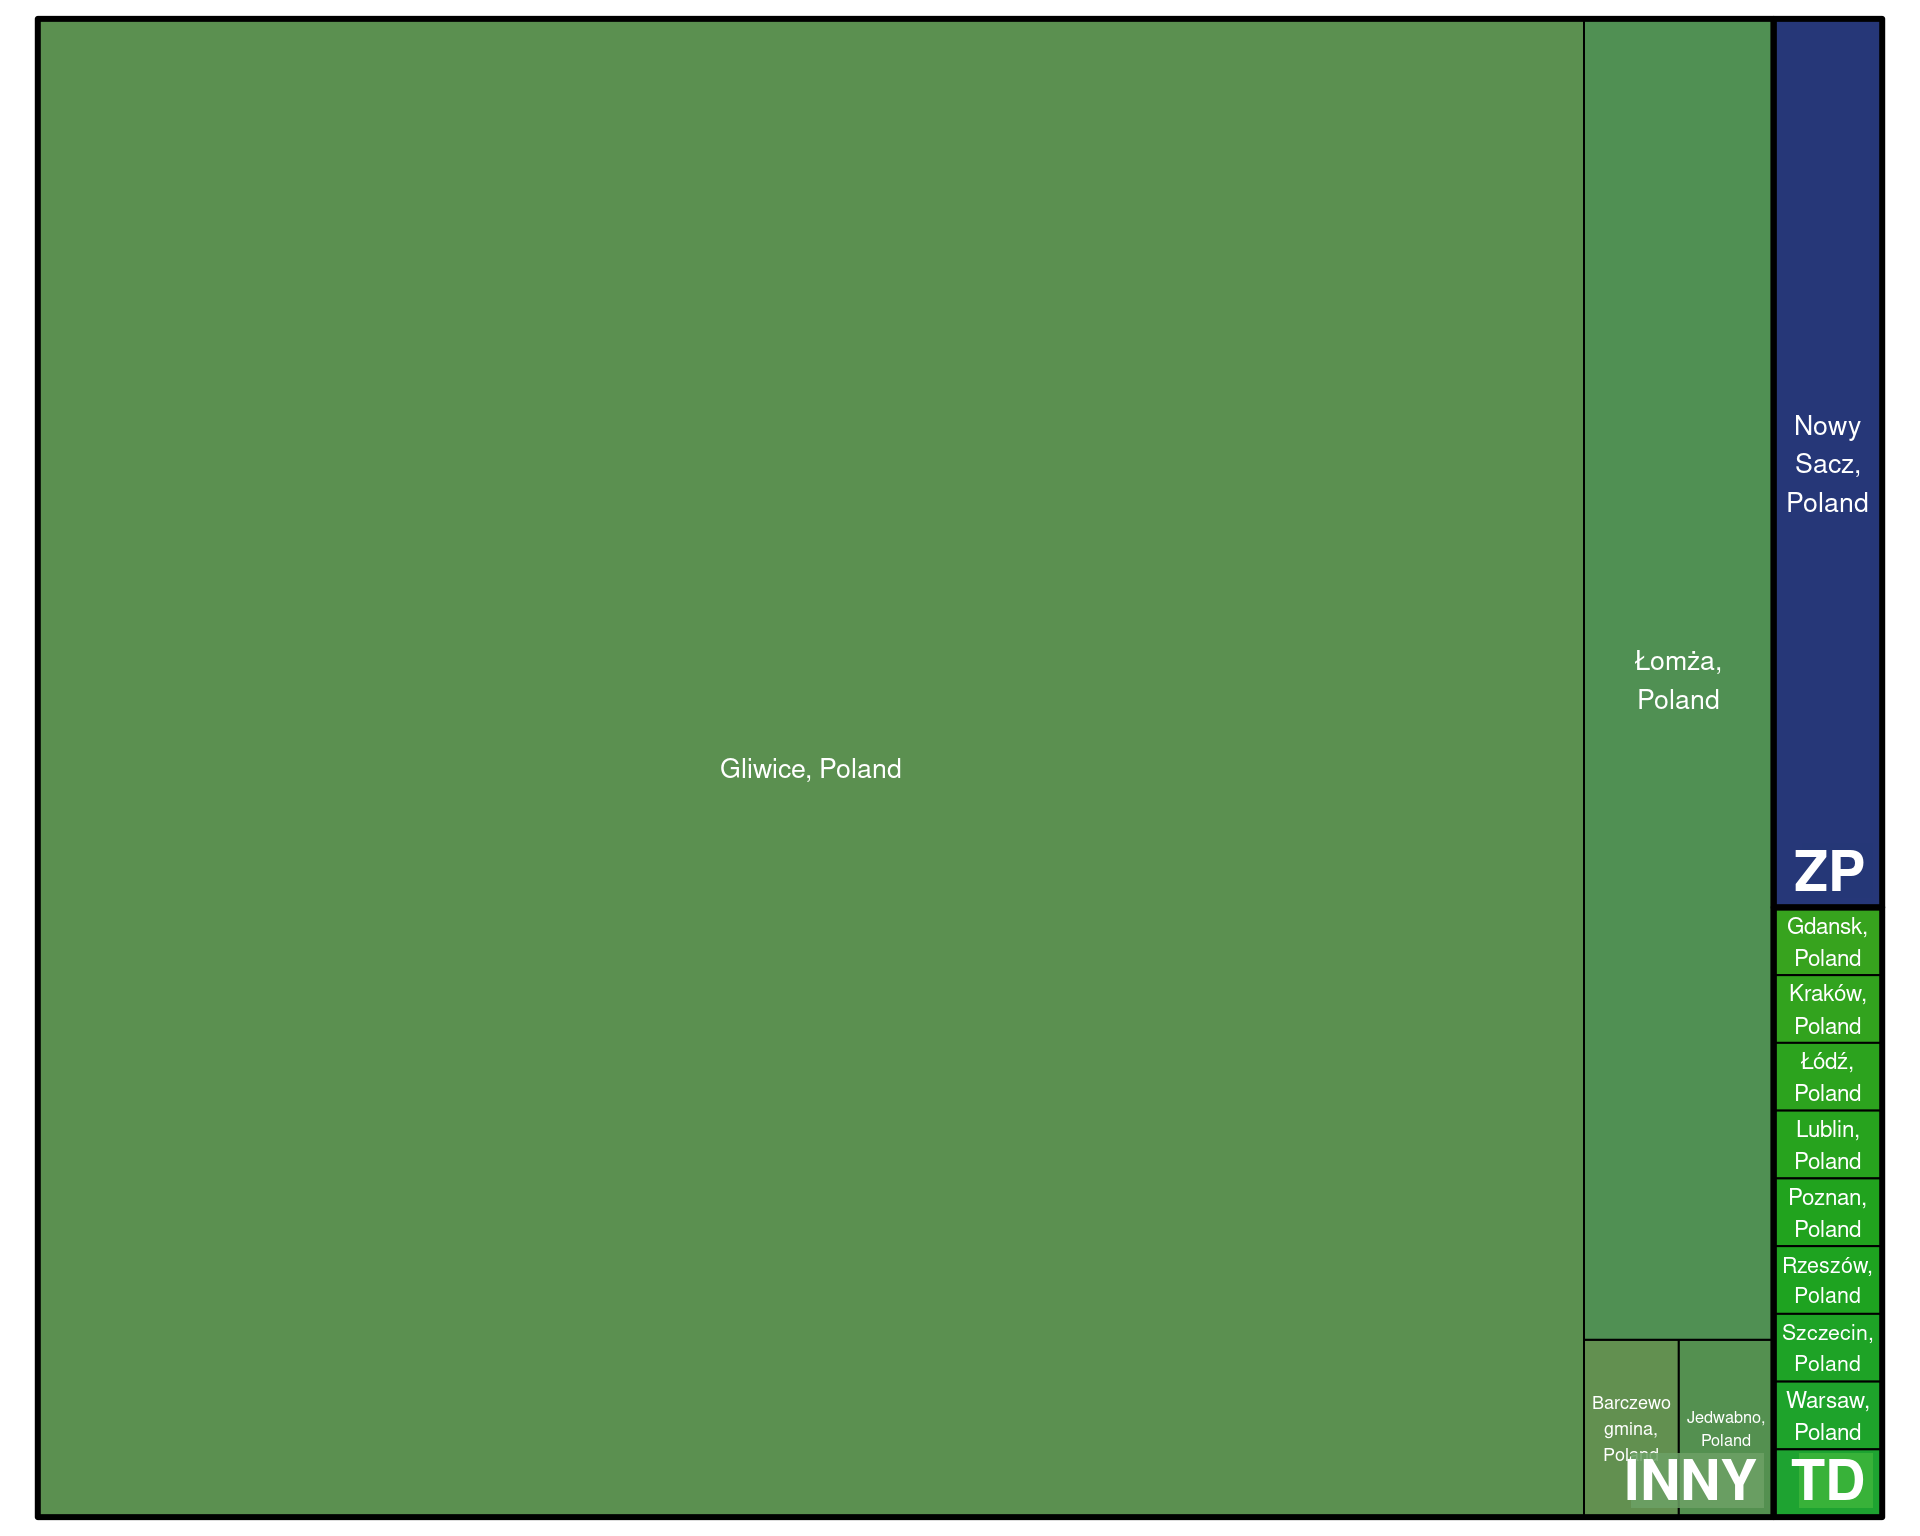 Gliwice, Poland
Łomża,
Poland
Barczewo
gmina,
Poland
Jedwabno,
Poland
INNY
Nowy
Sacz,
Poland
ZP
Gdansk,
Poland
Kraków,
Poland
Łódź,
Poland
Lublin,
Poland
Poznan,
Poland
Rzeszów,
Poland
Szczecin,
Poland
Warsaw,
Poland
TD